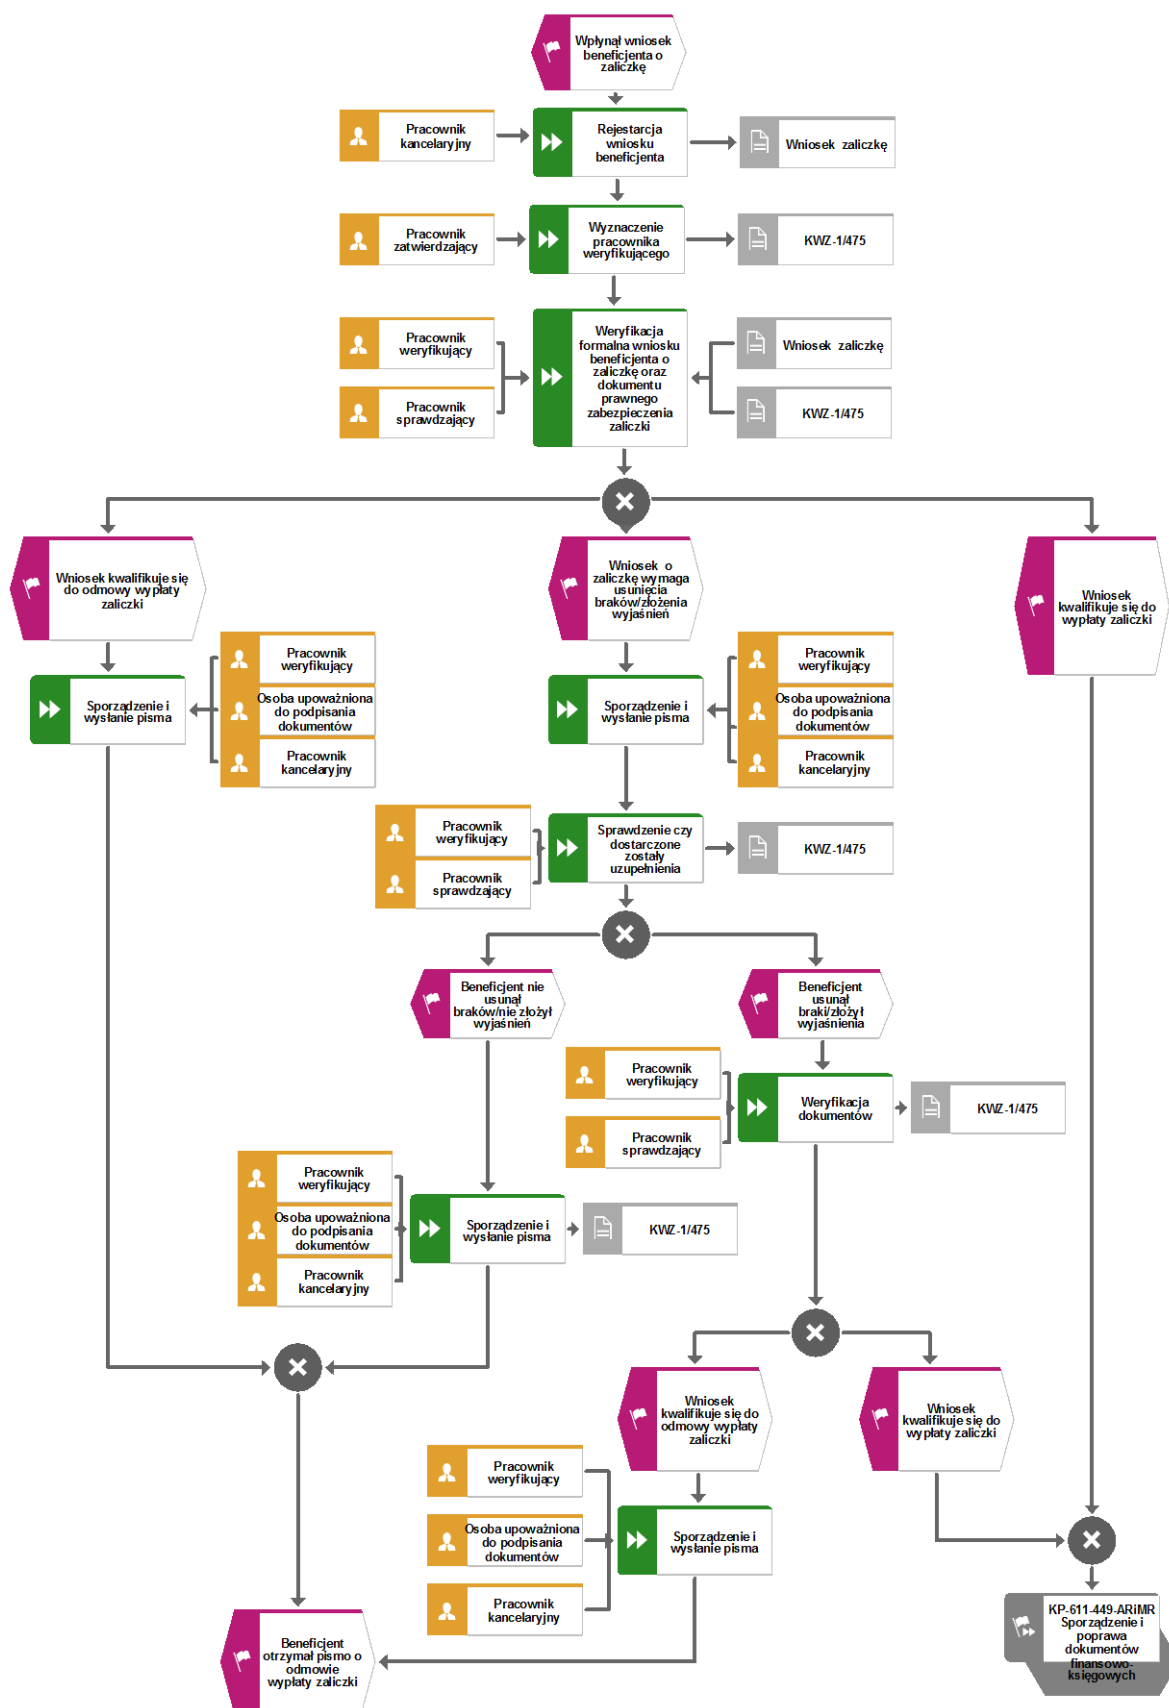 Wpłynął wniosek
beneficjenta o
zaliczkę
Pracownik
kancelaryjny
Rejestarcja
wniosku
beneficjenta
Wniosek zaliczkę
Pracownik
zatwierdzający
Wyznaczenie
pracownika
weryfikującego
KWZ-1/475
Pracownik
weryfikujący
Pracownik
sprawdzający
Weryfikacja
formalna wniosku
beneficjenta o
zaliczkę oraz
dokumentu
prawnego
zabezpieczenia
zaliczki
Wniosek zaliczkę
KWZ-1/475
Wniosek kwalifikuje się
do odmowy wypłaty
zaliczki
Wniosek o
zaliczkę wymaga
usunięcia
braków/złożenia
wyjaśnień
Wniosek
kwalifikuje się do
wypłaty zaliczki
Sporządzenie i
wysłanie pisma
Pracownik
weryfikujący
Osoba upoważniona
do podpisania
dokumentów
Pracownik
kancelaryjny
Sporządzenie i
wysłanie pisma
Pracownik
weryfikujący
Osoba upoważniona
do podpisania
dokumentów
Pracownik
kancelaryjny
Pracownik
weryfikujący
Pracownik
sprawdzający
Sprawdzenie czy
dostarczone
zostały
uzupełnienia
KWZ-1/475
Beneficjent nie
usunął
braków/nie złożył
wyjaśnień
Beneficjent
usunął
braki/złożył
wyjaśnienia
Pracownik
weryfikujący
Pracownik
sprawdzający
Weryfikacja
dokumentów
KWZ-1/475
Pracownik
weryfikujący
Osoba upoważniona
do podpisania
dokumentów
Pracownik
kancelaryjny
Sporządzenie i
wysłanie pisma
KWZ-1/475
Wniosek
kwalifikuje się do
odmowy wypłaty
zaliczki
Wniosek
kwalifikuje się do
wypłaty zaliczki
Pracownik
weryfikujący
Osoba upoważniona
do podpisania
dokumentów
Pracownik
kancelaryjny
Sporządzenie i
wysłanie pisma
Beneficjent
otrzymał pismo o
odmowie
wypłaty zaliczki
KP-611-449-ARiMR
Sporządzenie i
poprawa
dokumentów
finansowo-
księgowych